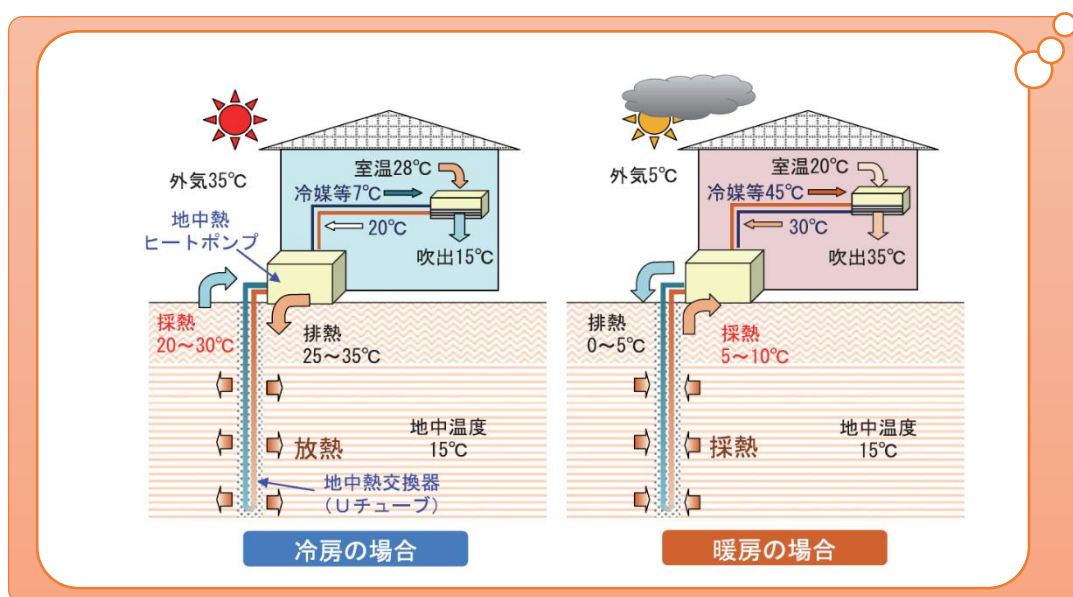 外気35℃
室温28℃
冷媒等7℃
20℃
吹出15℃
地中熱
ヒートポンプ
採熱
20～30℃
排熱
25～35℃
放熱
地中温度
15℃
地中熱交換器
（Uチューブ）
冷房の場合
外気5℃
室温20℃
冷媒等45℃
30℃
吹出35℃
排熱
0～5℃
採熱
5～10℃
採熱
地中温度
15℃
暖房の場合